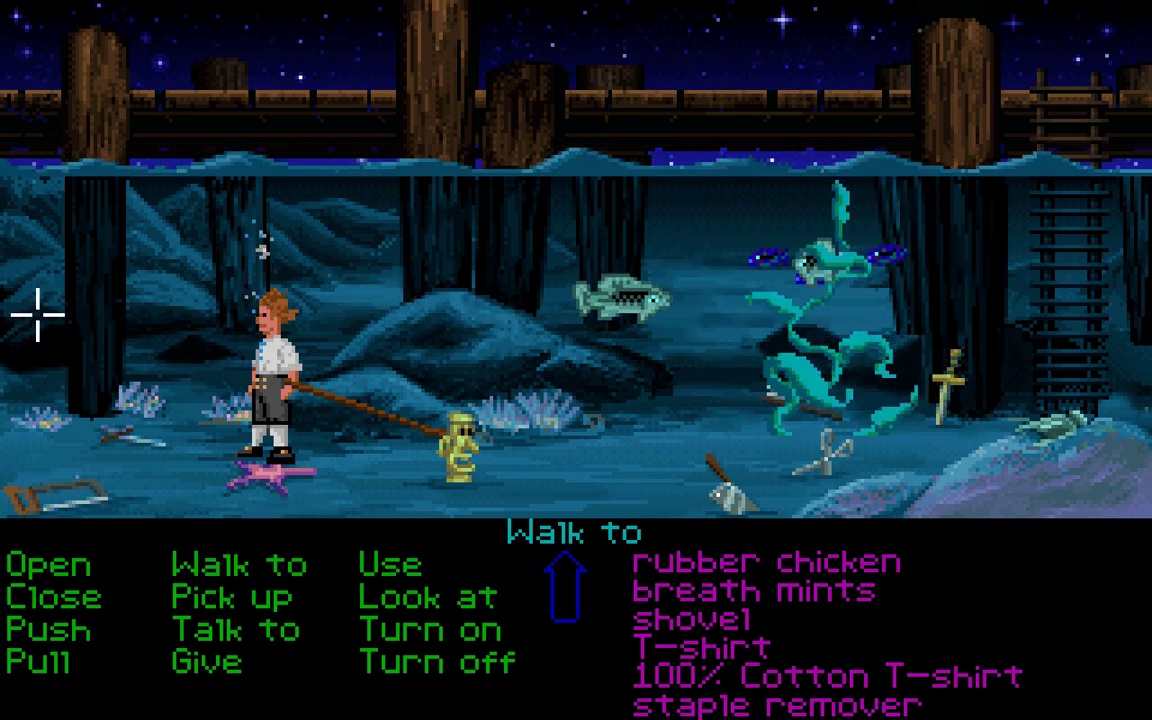 Walk to
Open Walk to Use
Close Pick up Look at
Push Talk to Turn on
Pull Give Turn off
rubber chicken
breath mints
shovel
T-shirt
100% Cotton T-shirt
staple remover